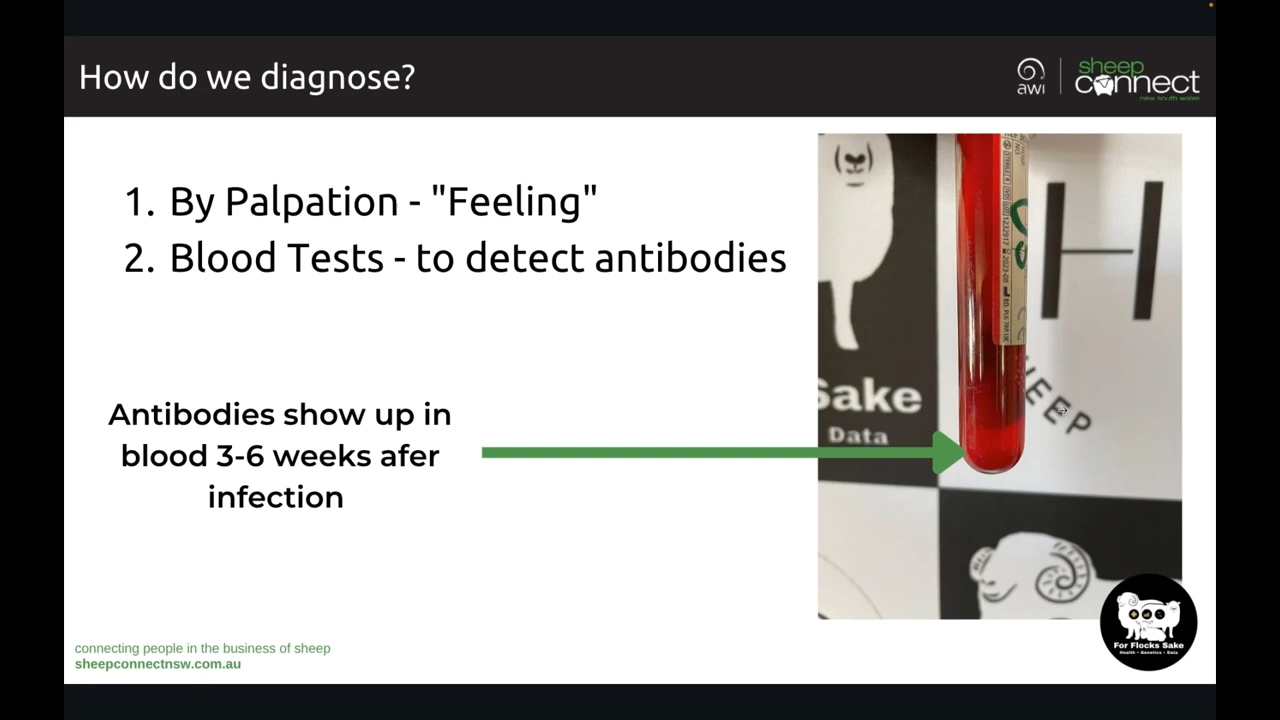 How do we diagnose?
awi
sheep
connect
new south wales
1. By Palpation - "Feeling"
2. Blood Tests - to detect antibodies
Antibodies show up in
blood 3-6 weeks afer
infection
Sake
Data
H
EEP
connecting people in the business of sheep
sheepconnectnsw.com.au
For Flocks Sake
Health • Genetics • Data